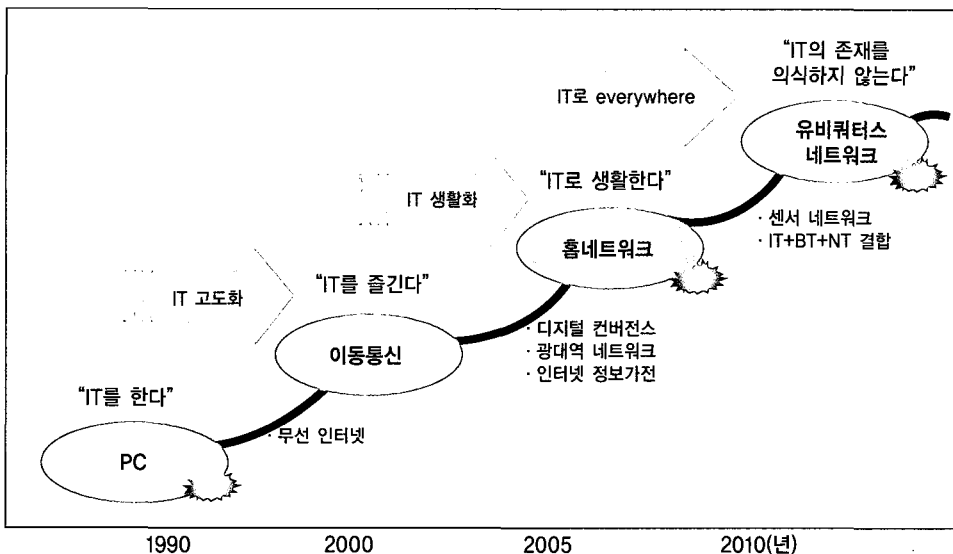 "IT의 존재를
의식하지 않는다"
IT로 everywhere
유비쿼터스
네트워크
IT 생활화
"IT로 생활한다"
· 센서 네트워크
· IT+BT+NT 결합
홈네트워크
IT 고도화
"IT를 즐긴다"
· 디지털 컨버전스
· 광대역 네트워크
· 인터넷 정보가전
이동통신
"IT를 한다"
· 무선 인터넷
PC
1990 2000 2005 2010(년)